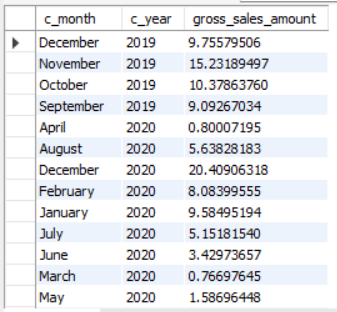 c_month c_year gross_sales_amount
December 2019 9.75579506
November 2019 15.23189497
October 2019 10.37863760
September 2019 9.09267034
April 2020 0.80007195
August 2020 5.63828183
December 2020 20.40906318
February 2020 8.08399555
January 2020 9.58495194
July 2020 5.15181540
June 2020 3.42973657
March 2020 0.76697645
May 2020 1.58696448